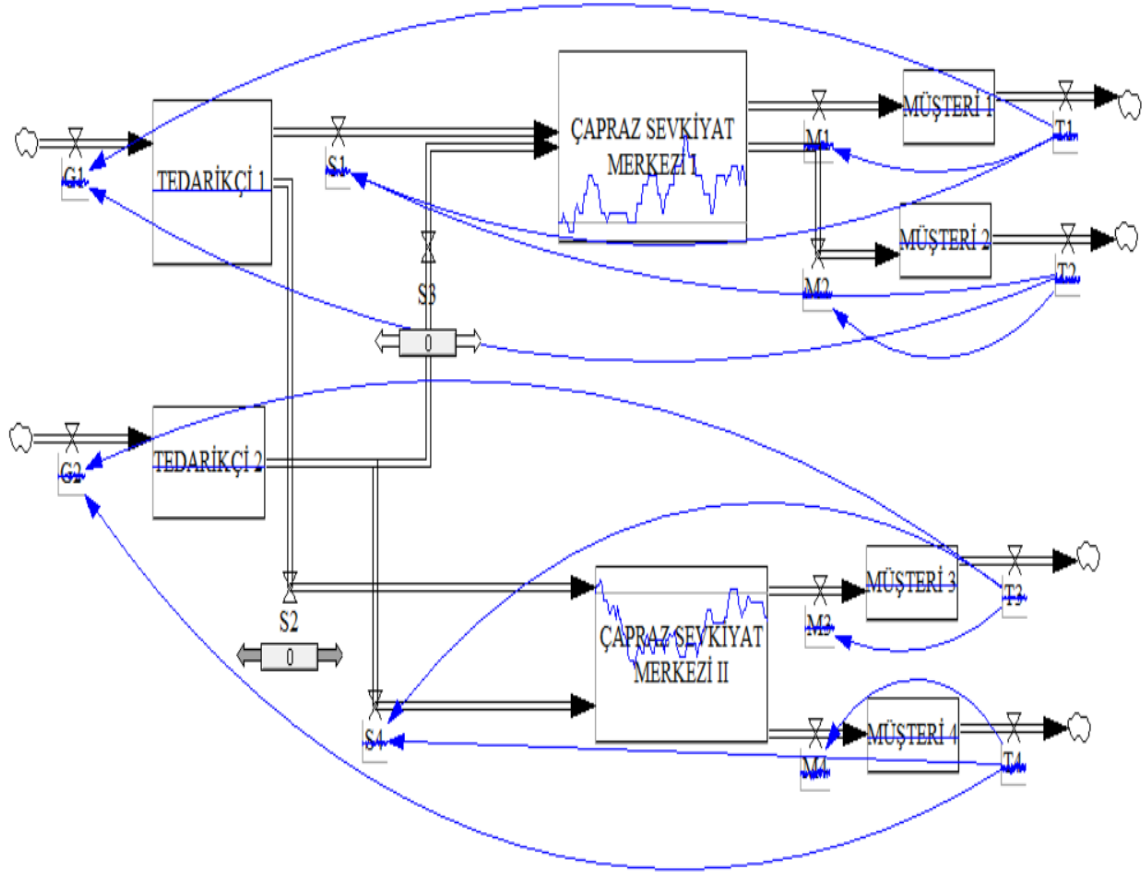 G1
TEDARİKÇİ 1
S1
ÇAPRAZ SEVKİYAT
MERKEZİ I
M1
MÜŞTERİ 1
T1
MÜŞTERİ 2
M2
T2
S3
0
G2
TEDARİKÇİ 2
S2
0
S4
ÇAPRAZ SEVKİYAT
MERKEZİ II
M3
MÜŞTERİ 3
T3
M4
MÜŞTERİ 4
T4